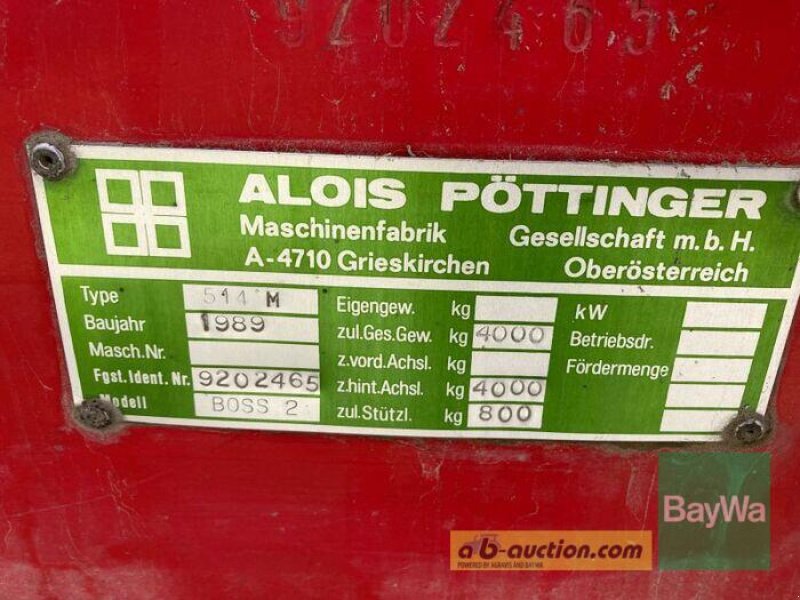 9202465
ALOIS PÖTTINGER
Maschinenfabrik Gesellschaft m.b.H.
A-4710 Grieskirchen Oberösterreich
Type 514 M
Baujahr 1989
Masch.Nr.
Fgst.Ident.Nr. 9202465
Modell BOSS 2
Eigengew. kg
zul.Ges.Gew. kg 4000
z.vord.Achsl. kg
z.hint.Achsl. kg 4000
zul.Stützl. kg 800
kW
Betriebsdr.
Fördermenge
BayWa
ab-auction.com
POWERED BY AGRAVIS AND BAYWA